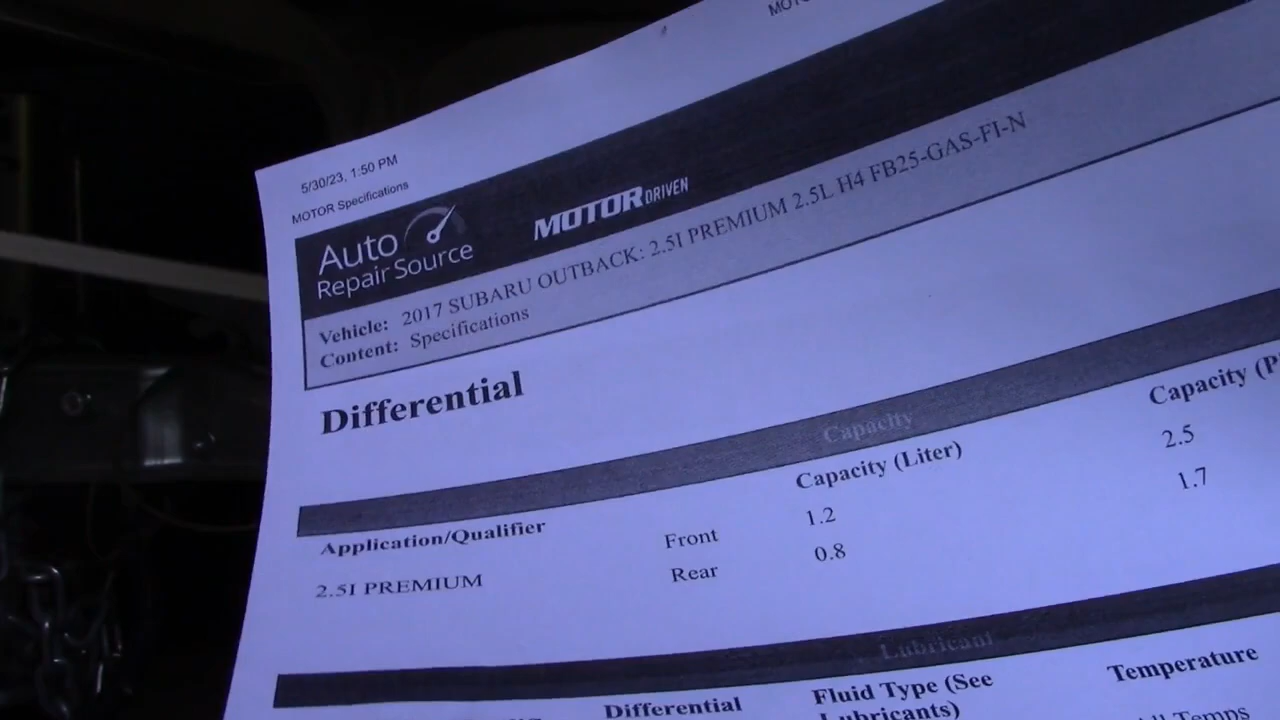 5/30/23, 1:50 PM
MOTOR Specifications
Auto
Repair Source
MOTOR DRIVEN
Vehicle: 2017 SUBARU OUTBACK: 2.5I PREMIUM 2.5L H4 FB25-GAS-FI-N
Content: Specifications
Differential
Capacity
Application/Qualifier Capacity (Liter) Capacity (P
2.5I PREMIUM Front 1.2 2.5
Rear 0.8 1.7
Lubricant
Differential Fluid Type (See Temperature
Lubricants) Temps